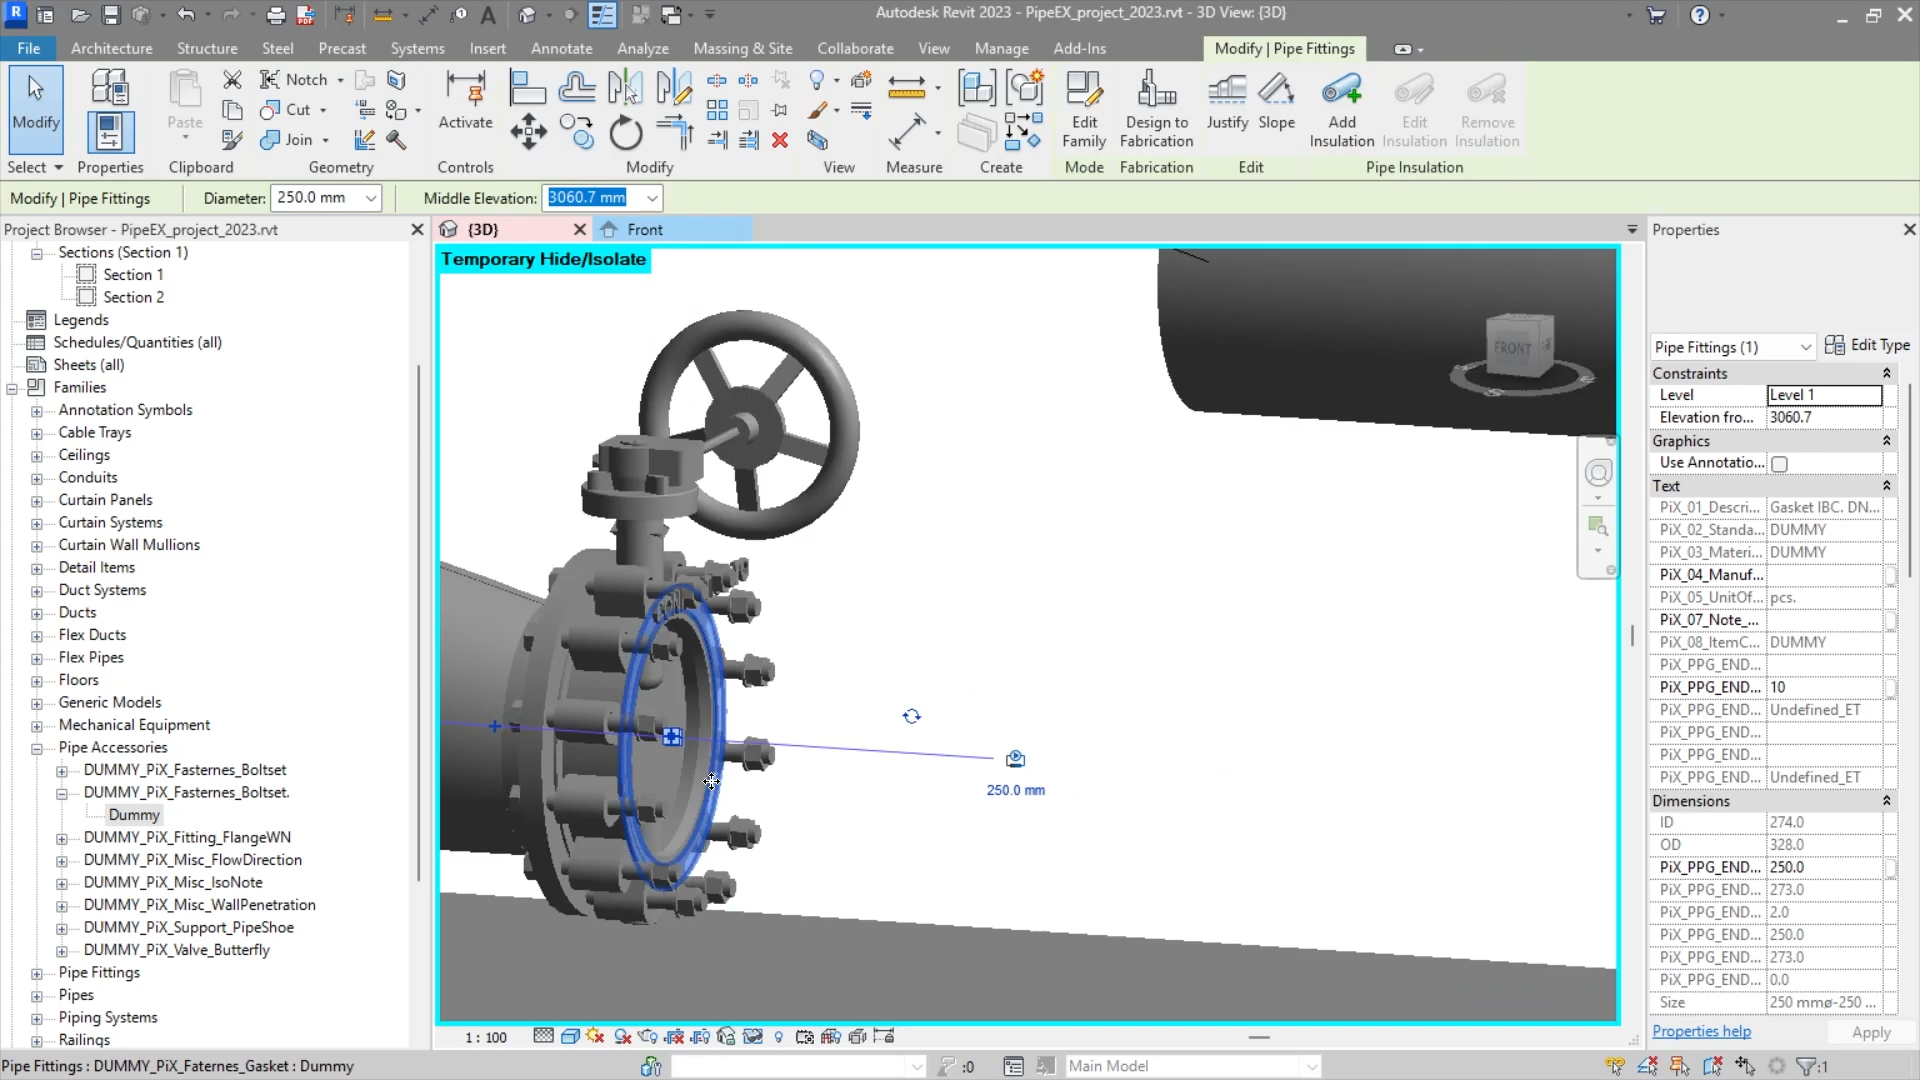 Autodesk Revit 2023 - PipeEX_project_2023.rvt - 3D View: {3D}
File Architecture Structure Steel Precast Systems Insert Annotate Analyze Massing & Site Collaborate View Manage Add-Ins Modify | Pipe Fittings
Modify
Paste
Notch
Cut
Join
Activate
Edit Family
Design to Fabrication
Justify
Slope
Add Insulation
Edit Insulation
Remove Insulation
Select Properties Clipboard Geometry Controls Modify View Measure Create Mode Fabrication Edit Pipe Insulation
Modify | Pipe Fittings Diameter: 250.0 mm Middle Elevation: 3060.7 mm
Project Browser - PipeEX_project_2023.rvt
Sections (Section 1)
Section 1
Section 2
Legends
Schedules/Quantities (all)
Sheets (all)
Families
Annotation Symbols
Cable Trays
Ceilings
Conduits
Curtain Panels
Curtain Systems
Curtain Wall Mullions
Detail Items
Duct Systems
Ducts
Flex Ducts
Flex Pipes
Floors
Generic Models
Mechanical Equipment
Pipe Accessories
DUMMY_PiX_Fasternes_Boltset
DUMMY_PiX_Fasternes_Boltset.
Dummy
DUMMY_PiX_Fitting_FlangeWN
DUMMY_PiX_Misc_FlowDirection
DUMMY_PiX_Misc_IsoNote
DUMMY_PiX_Misc_WallPenetration
DUMMY_PiX_Support_PipeShoe
DUMMY_PiX_Valve_Butterfly
Pipe Fittings
Pipes
Piping Systems
Railings
{3D}
Front
Temporary Hide/Isolate
FRONT
250.0 mm
1 : 100
Properties
Pipe Fittings (1) Edit Type
Constraints
Level Level 1
Elevation fro... 3060.7
Graphics
Use Annotatio...
Text
PiX_01_Descri... Gasket IBC. DN...
PiX_02_Standa... DUMMY
PiX_03_Materi... DUMMY
PiX_04_Manuf...
PiX_05_UnitOf... pcs.
PiX_07_Note_...
PiX_08_ItemC... DUMMY
PiX_PPG_END...
PiX_PPG_END... 10
PiX_PPG_END... Undefined_ET
PiX_PPG_END...
PiX_PPG_END...
PiX_PPG_END... Undefined_ET
Dimensions
ID 274.0
OD 328.0
PiX_PPG_END... 250.0
PiX_PPG_END... 273.0
PiX_PPG_END... 2.0
PiX_PPG_END... 250.0
PiX_PPG_END... 273.0
PiX_PPG_END... 0.0
Size 250 mmø-250 ...
Properties help Apply
Pipe Fittings : DUMMY_PiX_Faternes_Gasket : Dummy
:0
Main Model
:1